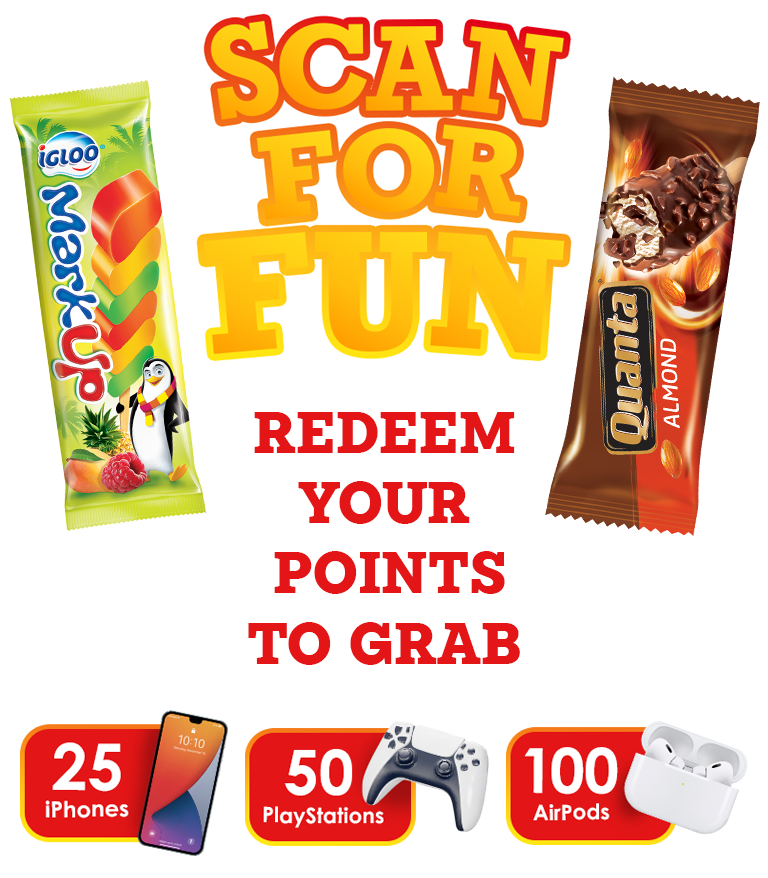 SCAN
FOR
FUN
iGLOO
MarkUp
Quanta
ALMOND
REDEEM
YOUR
POINTS
TO GRAB
25
iPhones
10:10
50
PlayStations
100
AirPods